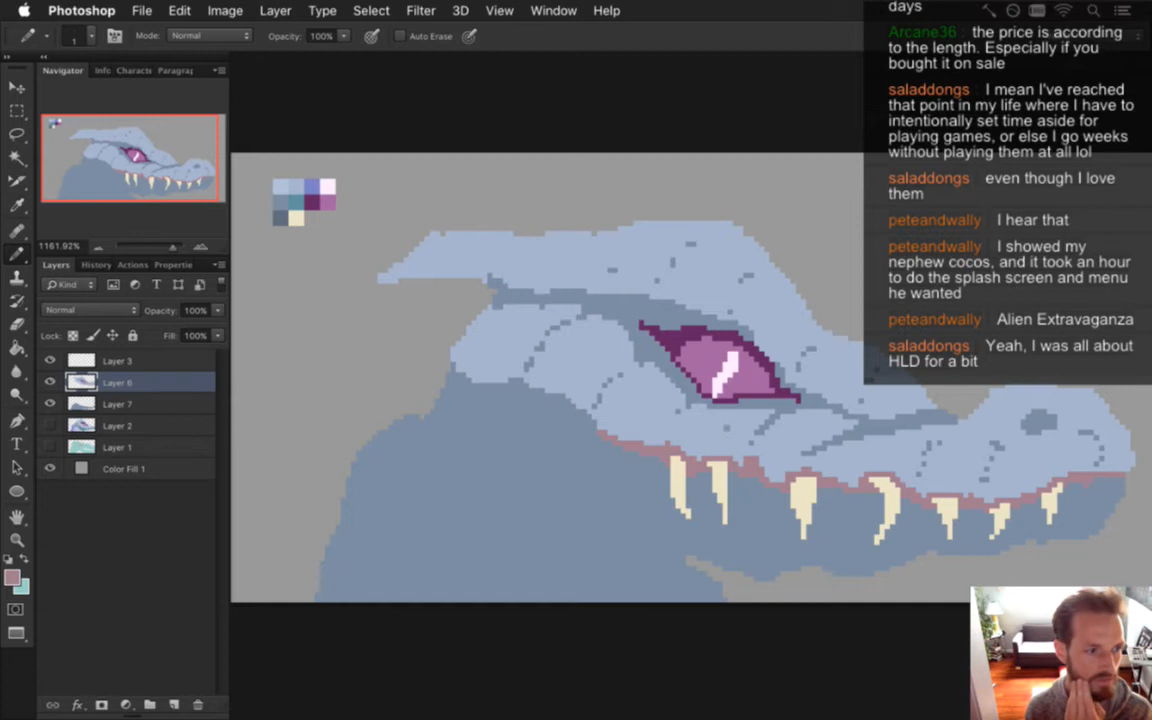 Photoshop File Edit Image Layer Type Select Filter 3D View Window Help
1 Mode: Normal Opacity: 100% Auto Erase
Navigator Info Characte Paragra
1161.92%
Layers History Actions Propertie
Kind
Normal Opacity: 100%
Lock: Fill: 100%
Layer 3
Layer 6
Layer 7
Layer 2
Layer 1
Color Fill 1
days
Arcane36 : the price is according
to the length. Especially if you
bought it on sale
saladdongs : I mean I've reached
that point in my life where I have to
intentionally set time aside for
playing games, or else I go weeks
without playing them at all lol
saladdongs : even though I love
them
peteandwally : I hear that
peteandwally : I showed my
nephew cocos, and it took an hour
to do the splash screen and menu
he wanted
peteandwally : Alien Extravaganza
saladdongs : Yeah, I was all about
HLD for a bit